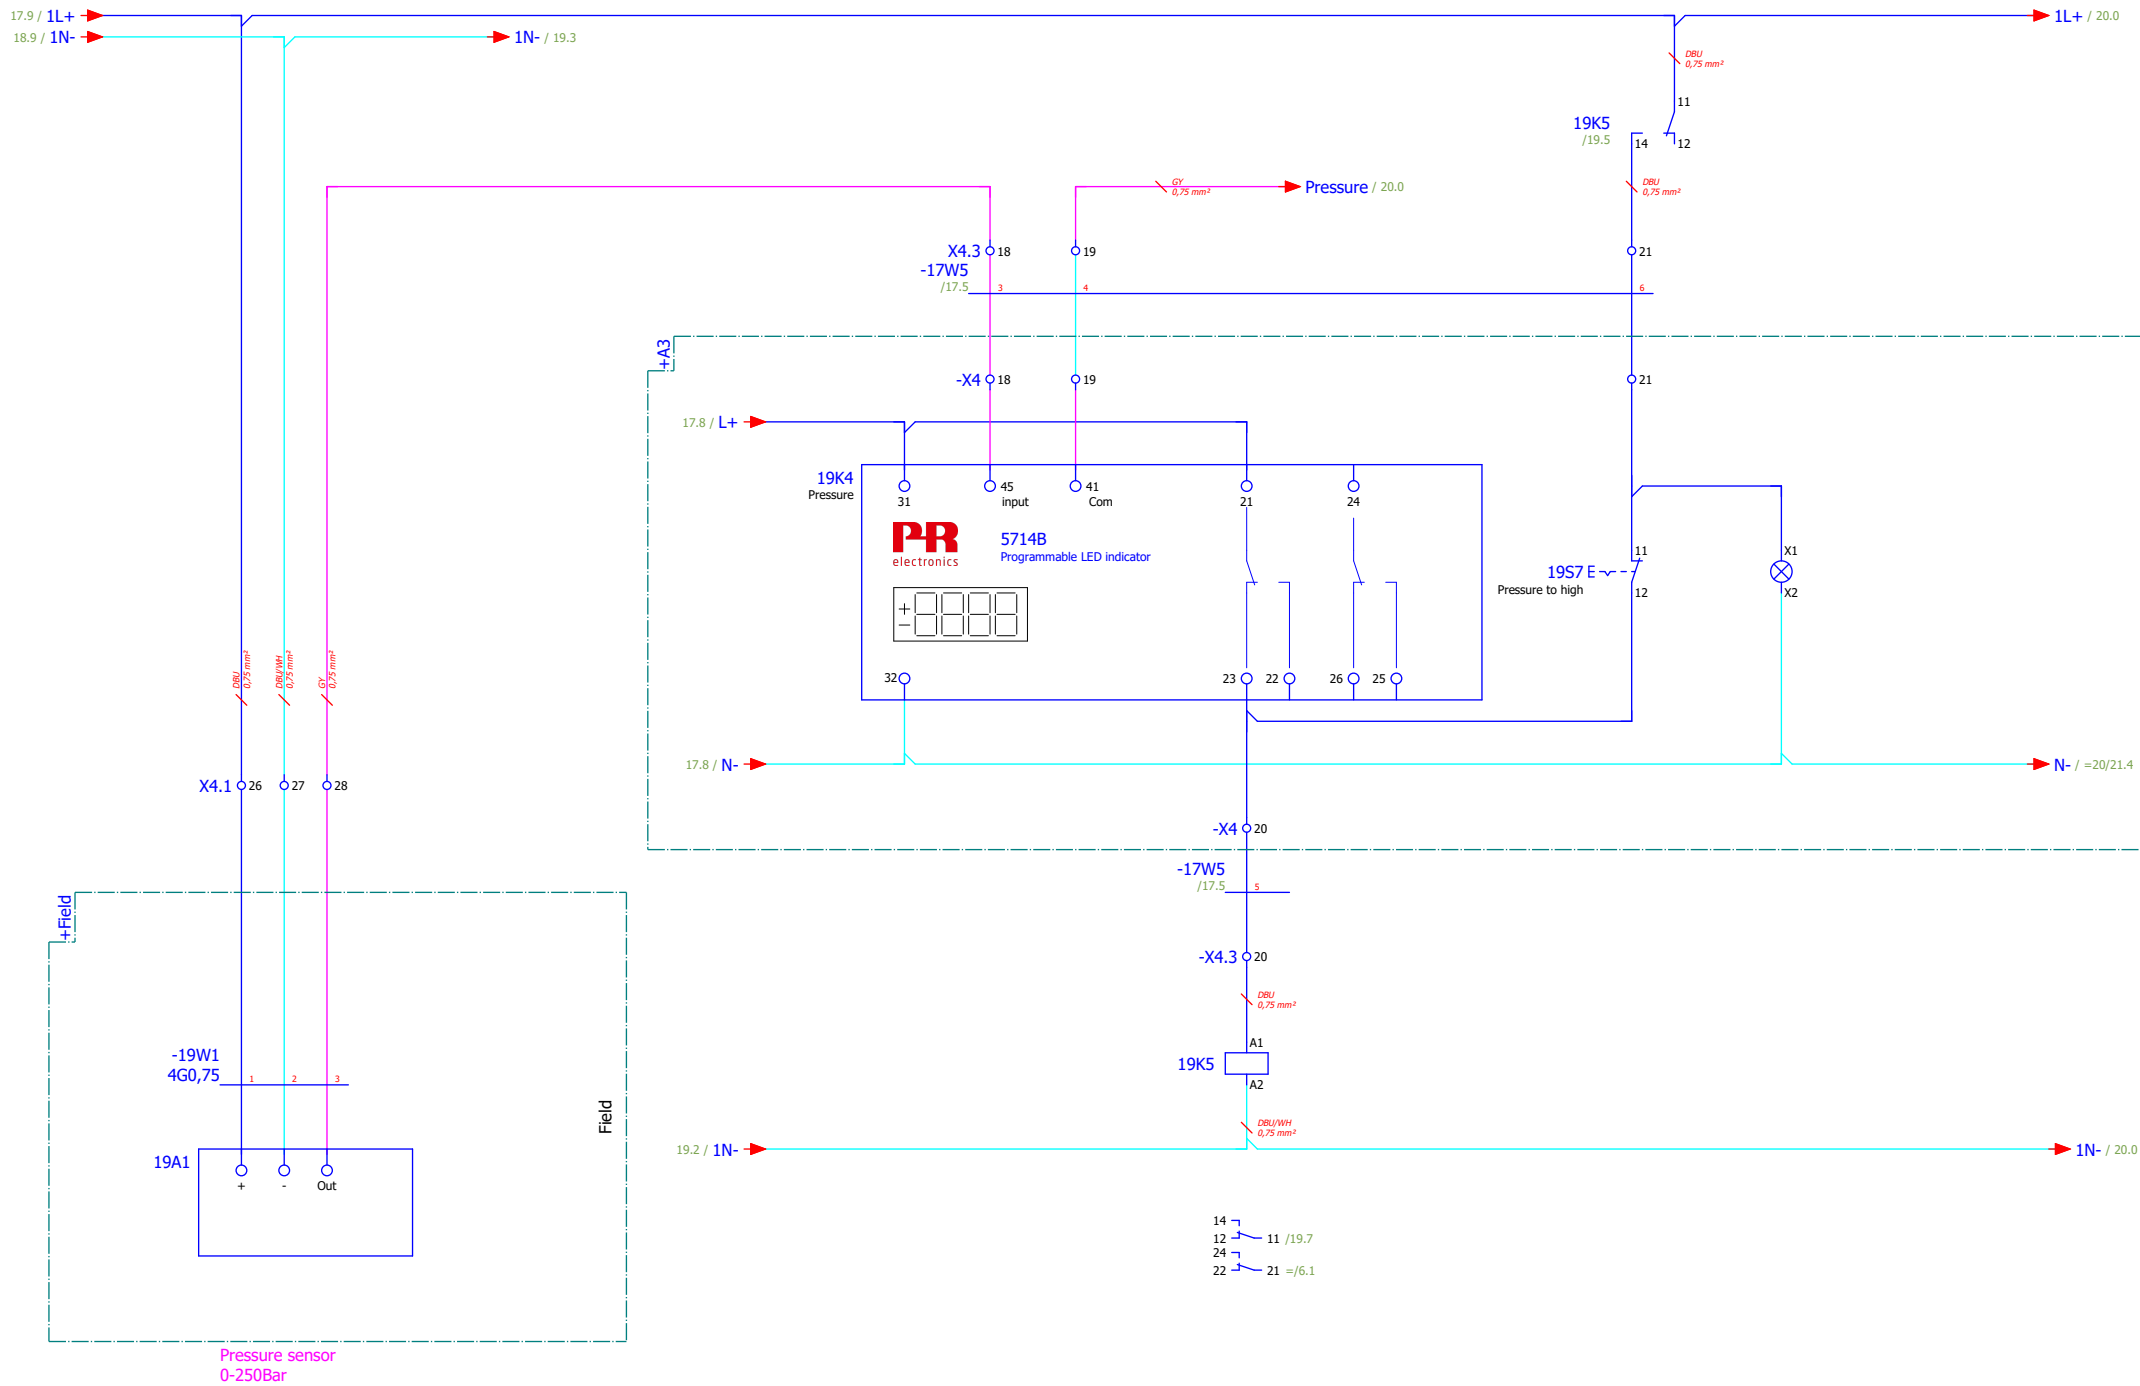 17.9 / 1L+
1L+ / 20.0
18.9 / 1N-
1N- / 19.3
DBU
0,75 mm²
11
19K5
/19.5
14
12
GY
0,75 mm²
Pressure / 20.0
DBU
0,75 mm²
X4.3
18
19
21
-17W5
/17.5
3
4
6
+A3
-X4
18
19
21
17.8 / L+
19K4
Pressure
31
45
input
41
Com
21
24
PR
electronics
5714B
Programmable LED indicator
+
-
11
19S7 E
Pressure to high
12
X1
X2
32
23
22
26
25
DBU
0,75 mm²
DBU/WH
0,75 mm²
GY
0,75 mm²
17.8 / N-
N- / =20/21.4
X4.1
26
27
28
-X4
20
-17W5
/17.5
5
+Field
-X4.3
20
DBU
0,75 mm²
A1
19K5
A2
-19W1
4G0,75
1
2
3
Field
DBU/WH
0,75 mm²
19.2 / 1N-
1N- / 20.0
19A1
+
-
Out
14
12
11 /19.7
24
22
21 =/6.1
Pressure sensor
0-250Bar